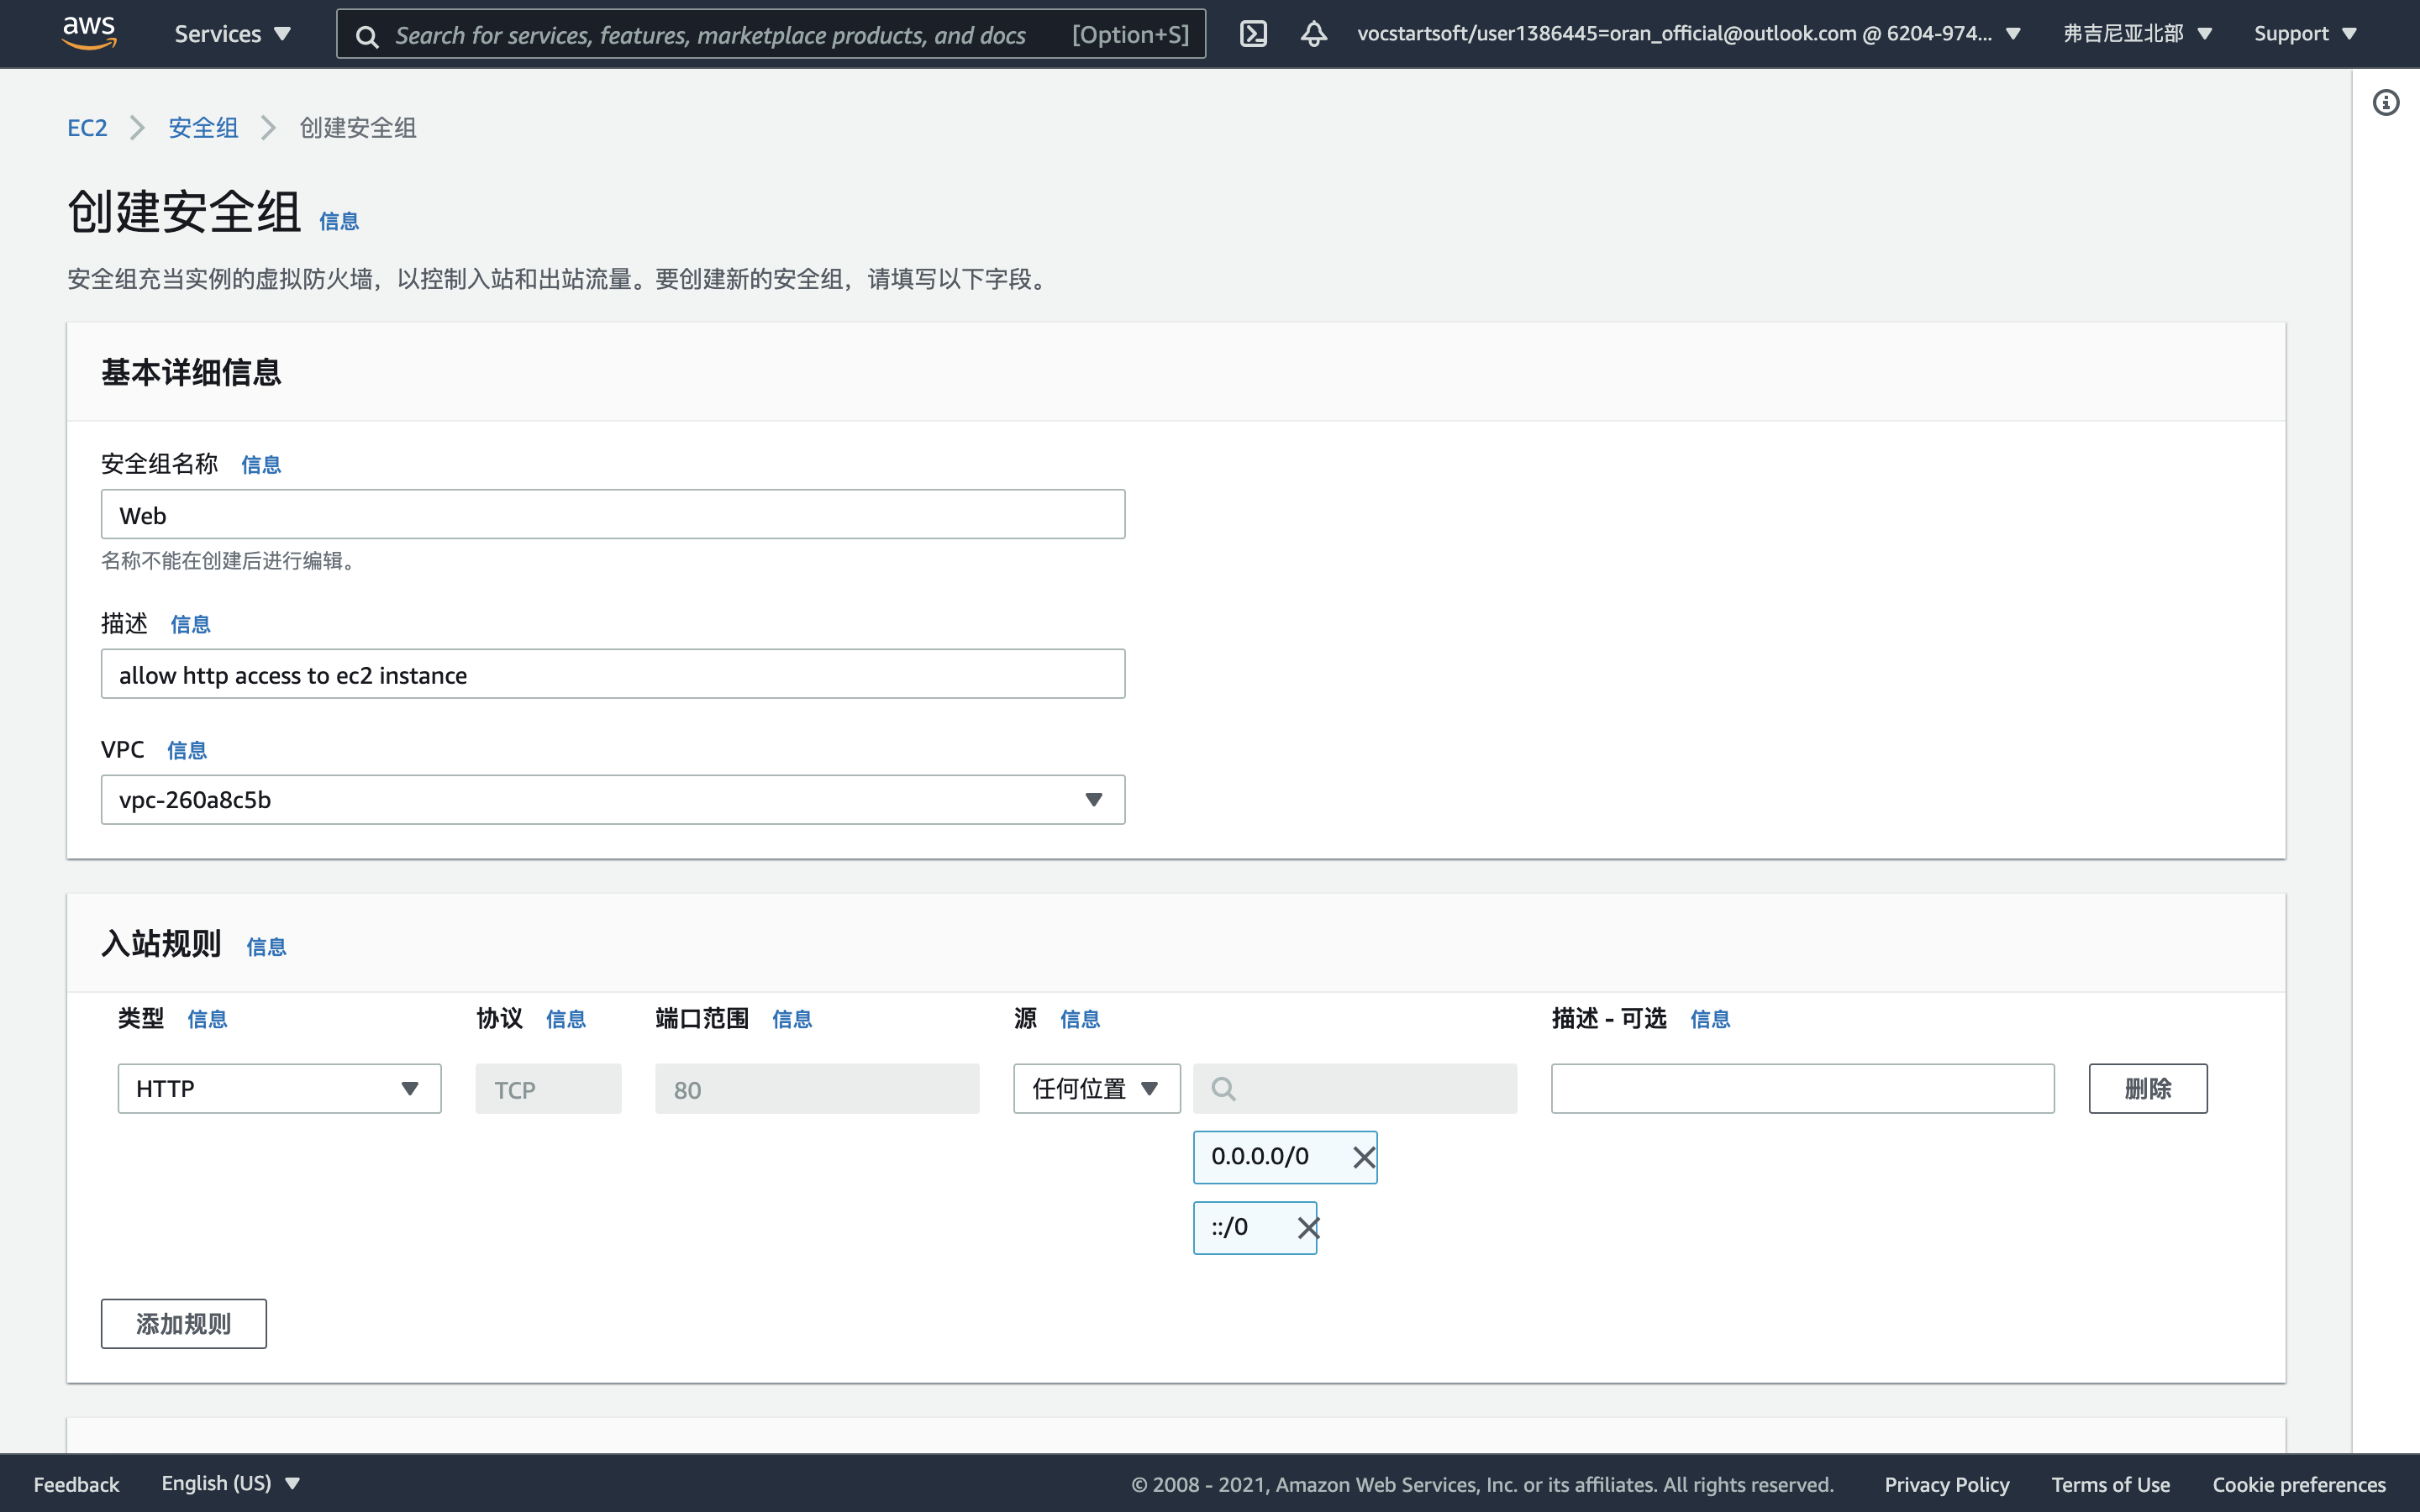 aws
Services
Search for services, features, marketplace products, and docs [Option+S]
vocstartsoft/user1386445=oran_official@outlook.com @ 6204-974...
弗吉尼亚北部
Support
EC2 安全组 创建安全组
创建安全组 信息
安全组充当实例的虚拟防火墙，以控制入站和出站流量。要创建新的安全组，请填写以下字段。
基本详细信息
安全组名称 信息
Web
名称不能在创建后进行编辑。
描述 信息
allow http access to ec2 instance
VPC 信息
vpc-260a8c5b
入站规则 信息
类型 信息 协议 信息 端口范围 信息 源 信息 描述 - 可选 信息
HTTP TCP 80 任何位置 删除
0.0.0.0/0
::/0
添加规则
Feedback English (US) © 2008 - 2021, Amazon Web Services, Inc. or its affiliates. All rights reserved. Privacy Policy Terms of Use Cookie preferences